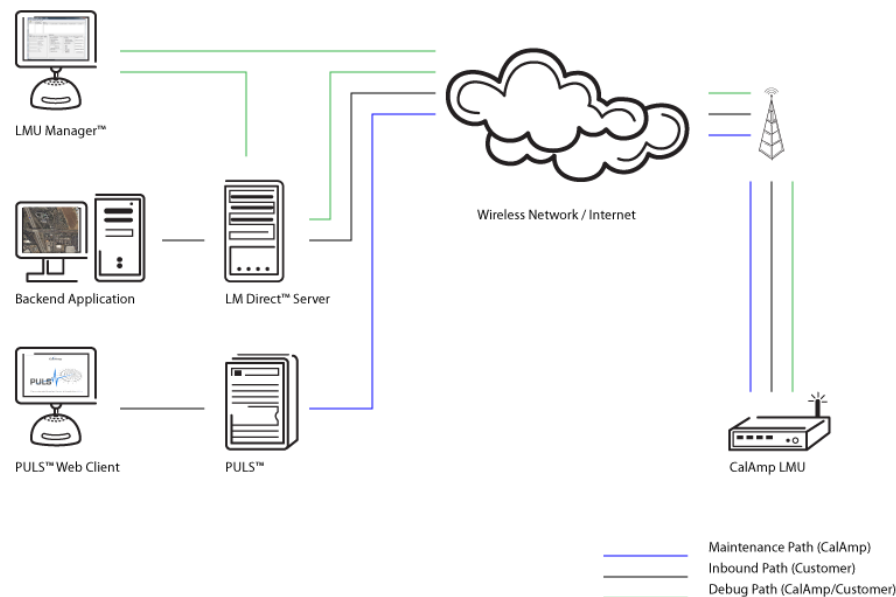 LMU Manager™
Wireless Network / Internet
Backend Application
LM Direct™ Server
PULS
PULS™ Web Client
PULS™
CalAmp LMU
Maintenance Path (CalAmp)
Inbound Path (Customer)
Debug Path (CalAmp/Customer)